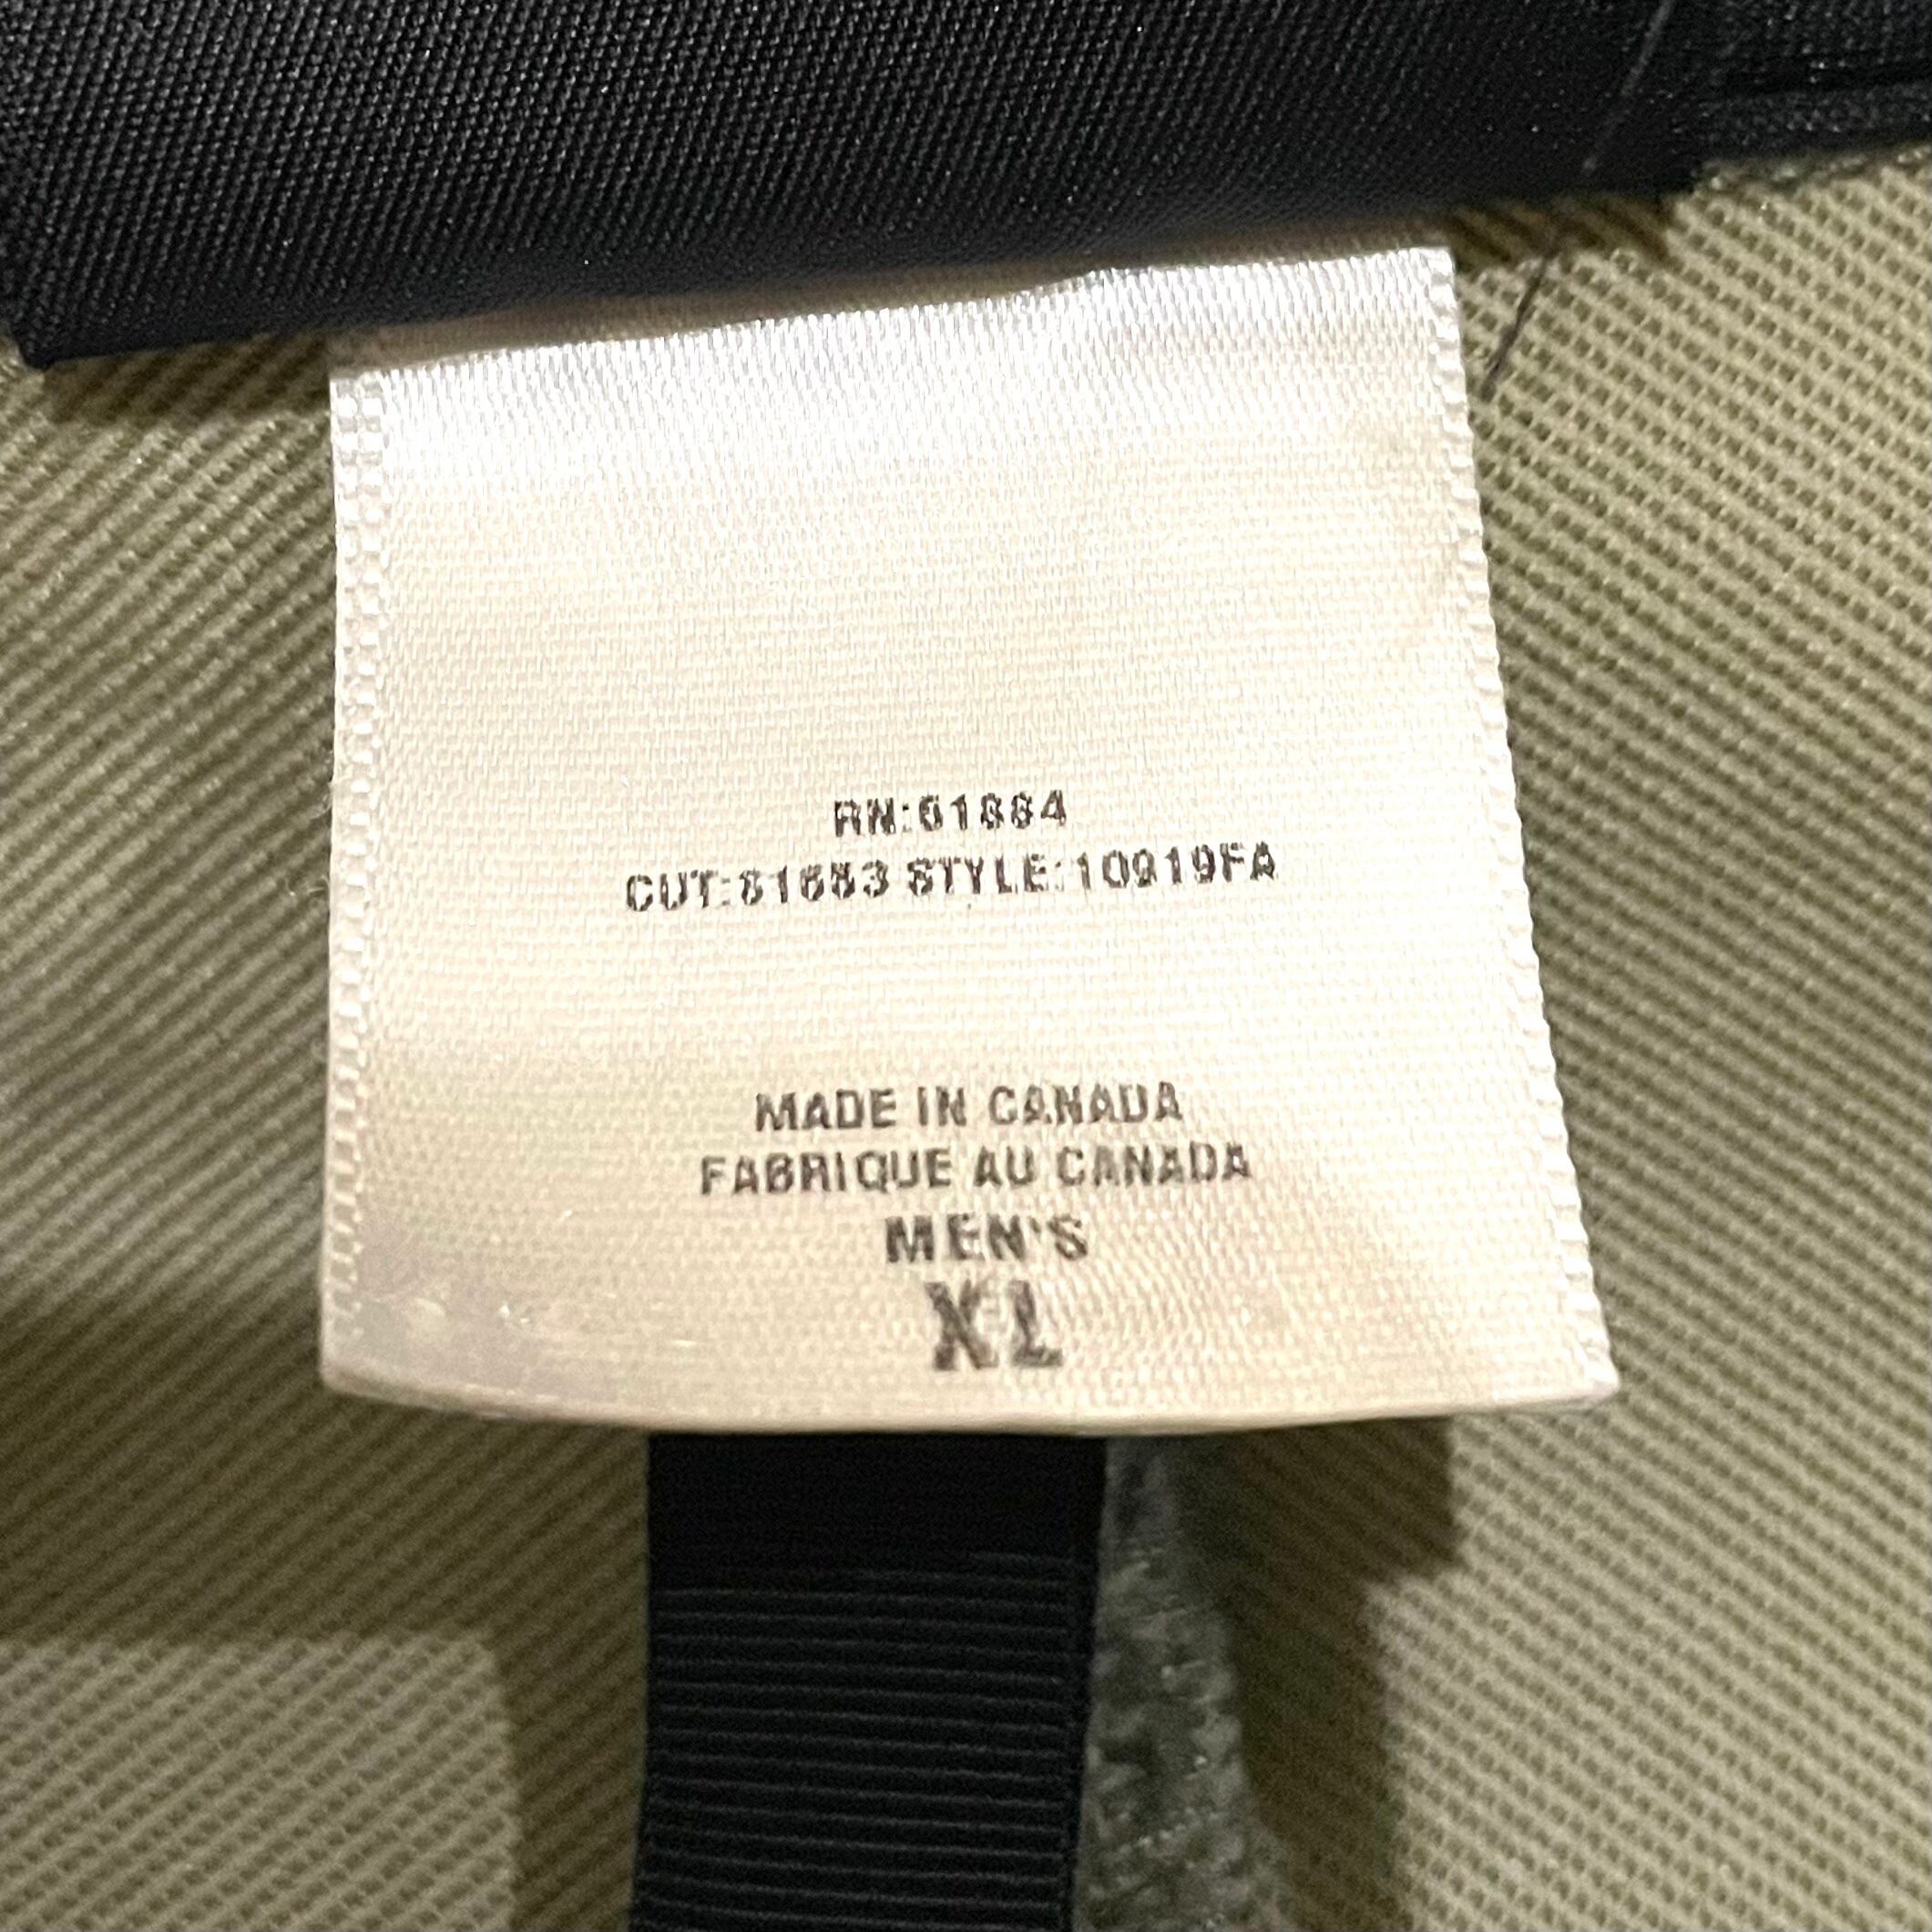 RN:61884
CUT:81653 STYLE:10919FA
MADE IN CANADA
FABRIQUE AU CANADA
MEN'S
XL